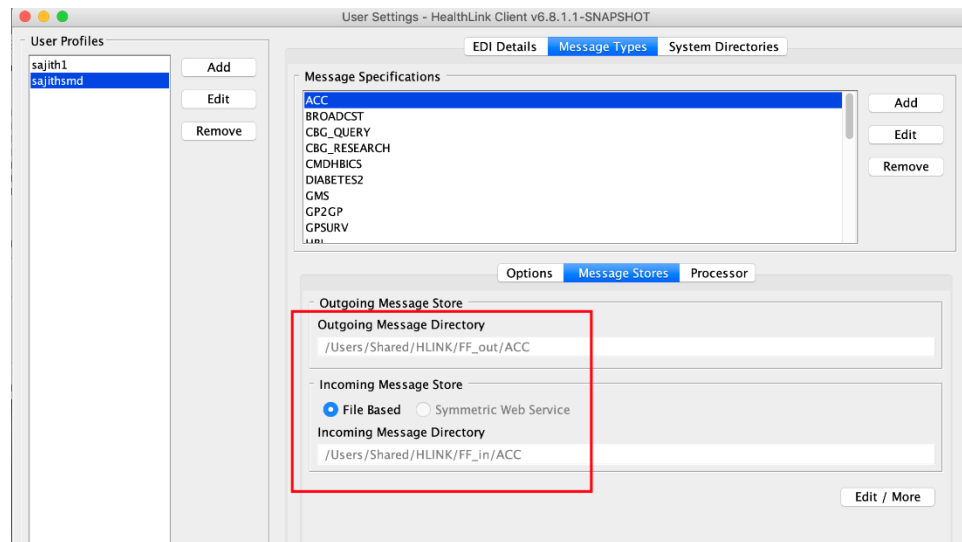 User Settings - HealthLink Client v6.8.1.1-SNAPSHOT
User Profiles
sajith1
sajithsmd
Add
Edit
Remove
EDI Details Message Types System Directories
Message Specifications
ACC
BROADCST
CBG_QUERY
CBG_RESEARCH
CMDHBICS
DIABETES2
GMS
GP2GP
GPSURV
Add
Edit
Remove
Options Message Stores Processor
Outgoing Message Store
Outgoing Message Directory
/Users/Shared/HLINK/FF_out/ACC
Incoming Message Store
File Based Symmetric Web Service
Incoming Message Directory
/Users/Shared/HLINK/FF_in/ACC
Edit / More